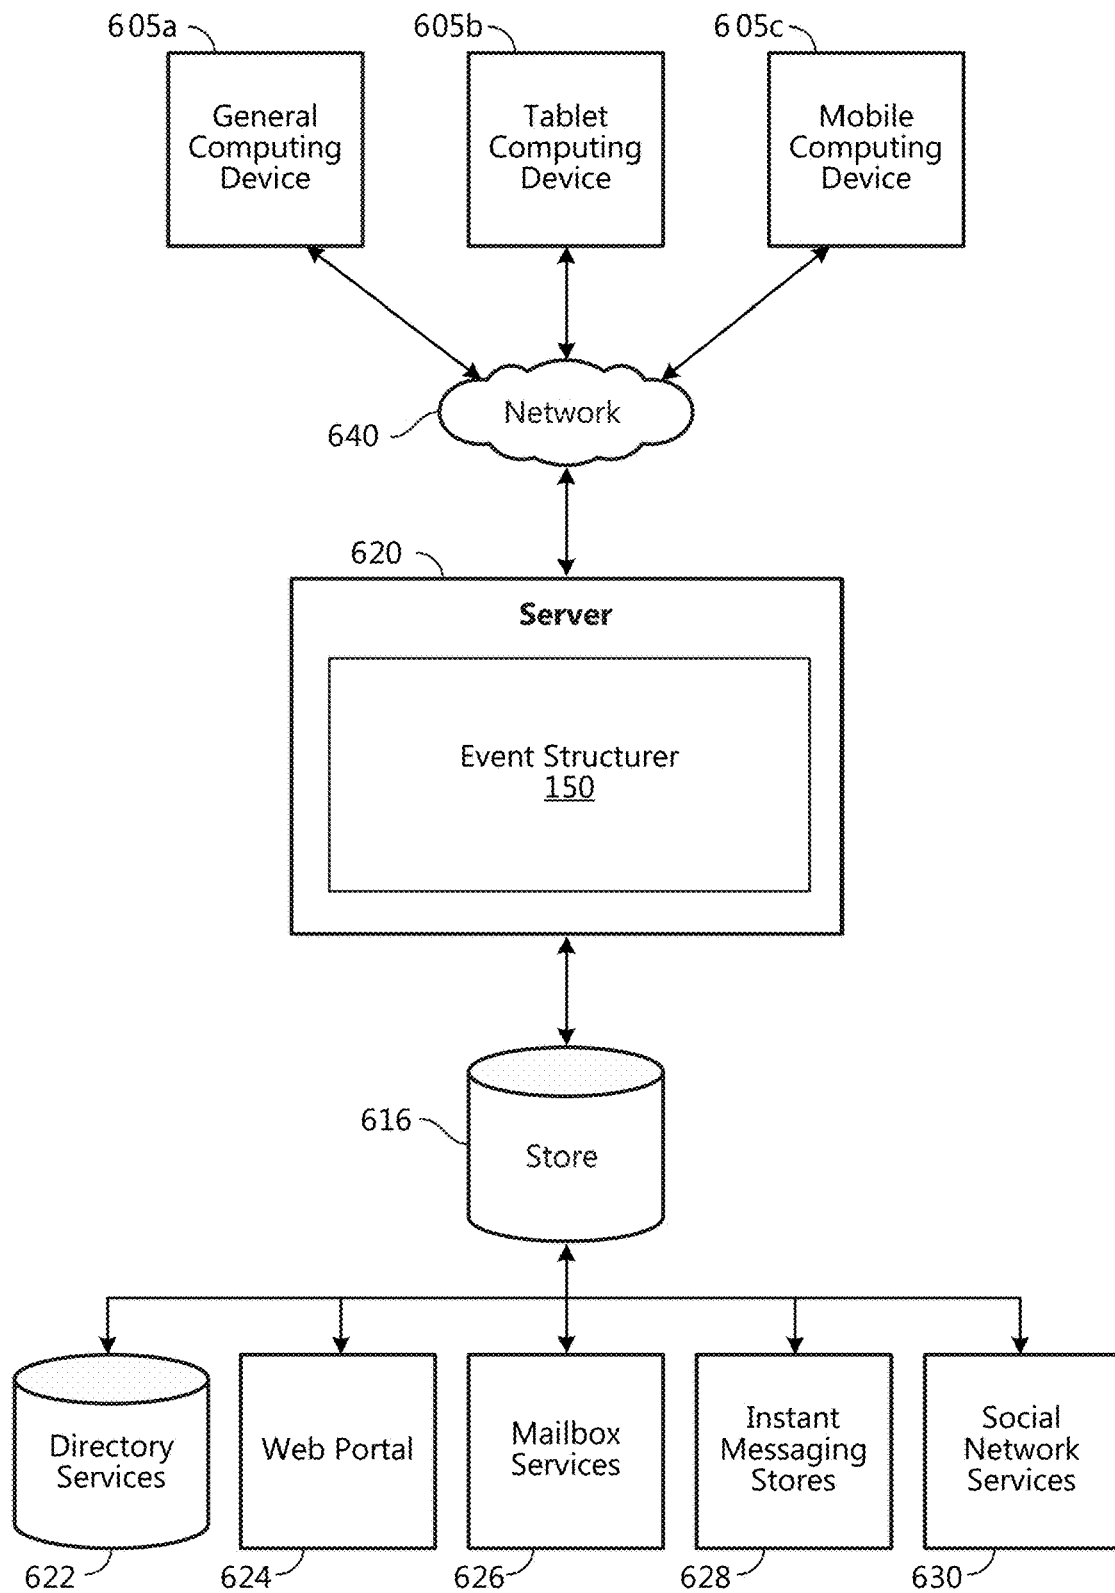 605a
605b
605c
General
Computing
Device
Tablet
Computing
Device
Mobile
Computing
Device
Network
640
620
Server
Event Structurer
150
616
Store
Directory
Services
Web Portal
Mailbox
Services
Instant
Messaging
Stores
Social
Network
Services
622
624
626
628
630